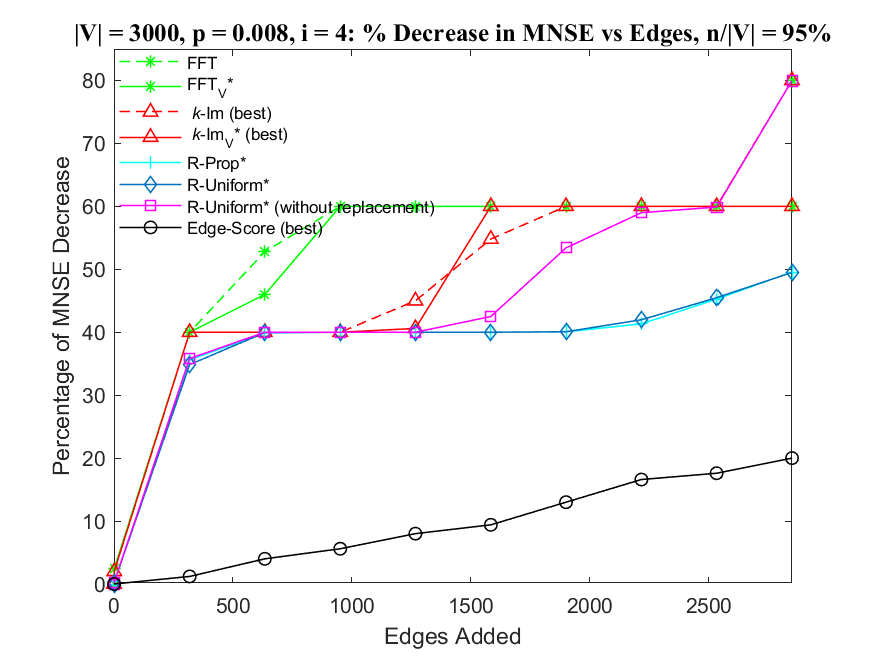 |V| = 3000, p = 0.008, i = 4: % Decrease in MNSE vs Edges, n/|V| = 95%
FFT
FFT_V*
k-Im (best)
k-Im_V* (best)
R-Prop*
R-Uniform*
R-Uniform* (without replacement)
Edge-Score (best)
Percentage of MNSE Decrease
80
70
60
50
40
30
20
10
0
0 500 1000 1500 2000 2500
Edges Added